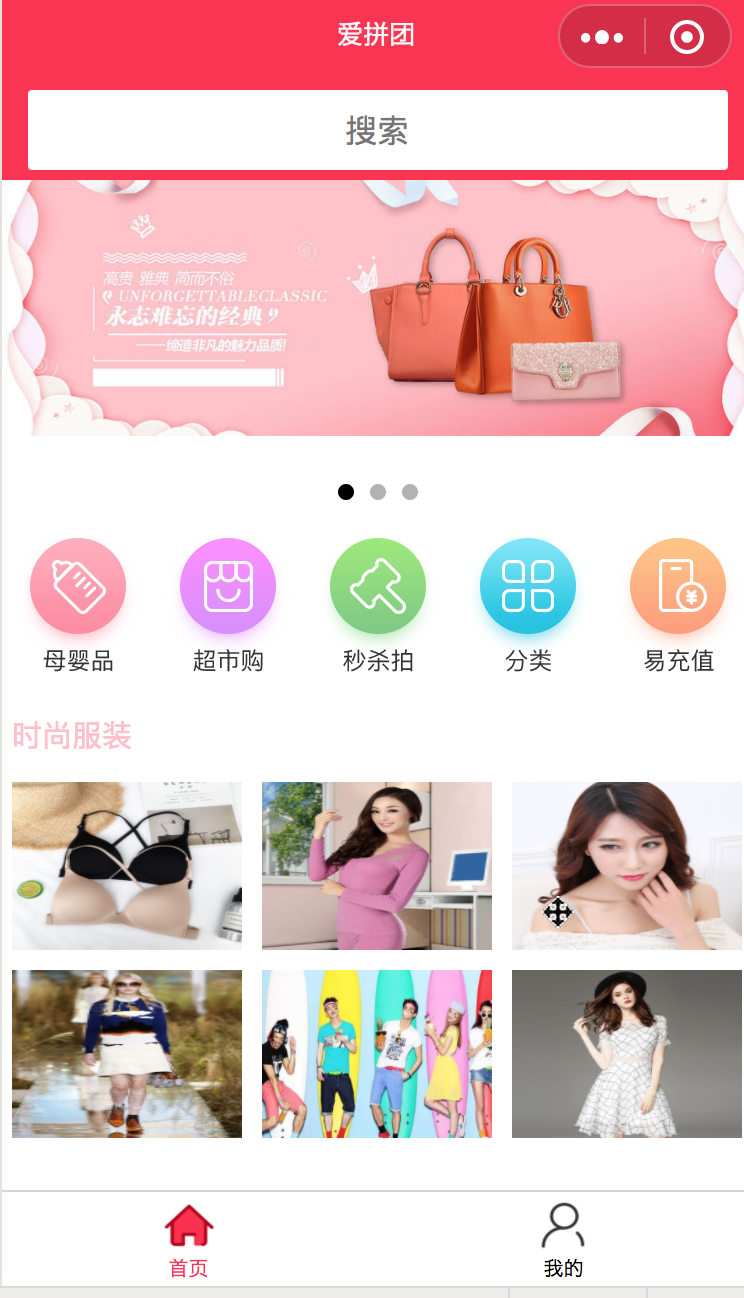 爱拼团
搜索
高贵 雅典 简而不俗
UNFORGETTABLECLASSIC
永志难忘的经典
——缔造非凡的魅力品质!
母婴品
超市购
秒杀拍
分类
易充值
时尚服装
首页
我的